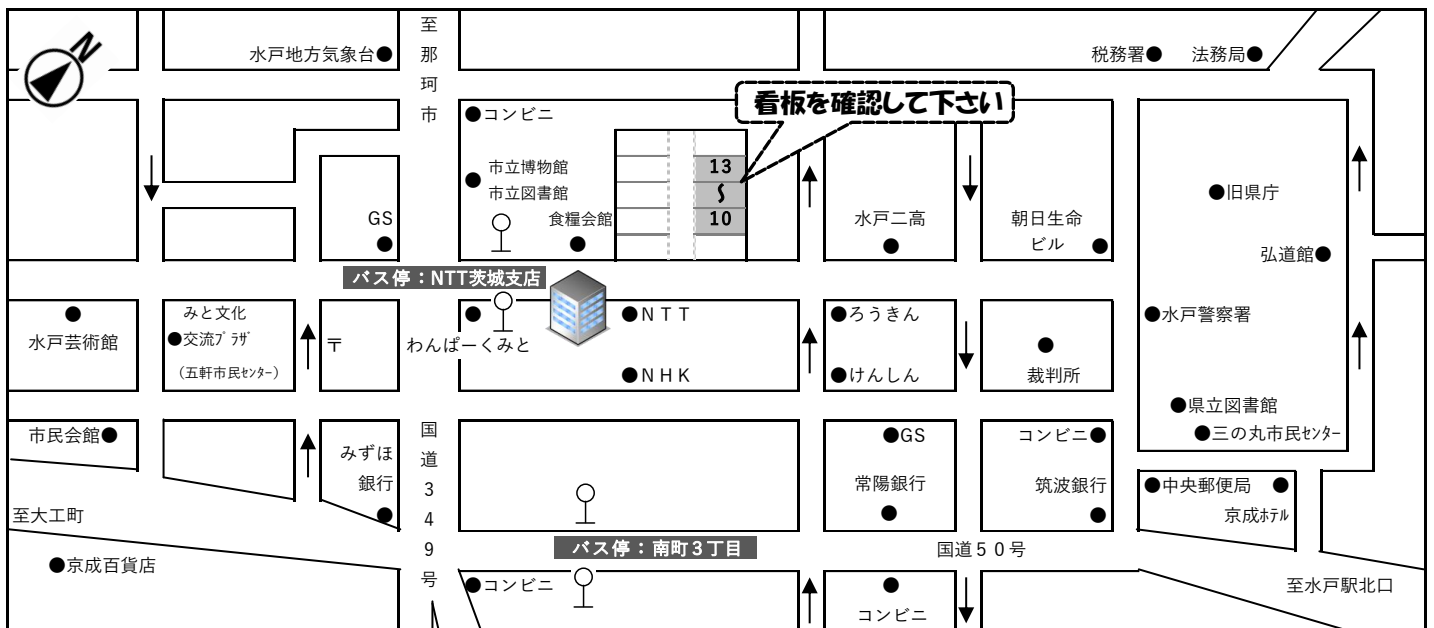 N
水戸地方気象台●
至那珂市
税務署●
法務局●
●コンビニ
看板を確認して下さい
市立博物館
市立図書館
13
～
10
GS
食糧会館
水戸二高
朝日生命
ビル
●旧県庁
弘道館●
バス停：NTT茨城支店
水戸芸術館
みと文化
●交流ﾌﾟﾗｻﾞ
（五軒市民ｾﾝﾀｰ）
〒
わんぱーくみと
●ＮＴＴ
●ＮＨＫ
●ろうきん
●けんしん
裁判所
●水戸警察署
●県立図書館
●三の丸市民ｾﾝﾀｰ
市民会館●
みずほ
銀行
国道349号
●GS
常陽銀行
コンビニ●
筑波銀行
●中央郵便局
京成ﾎﾃﾙ
至大工町
●京成百貨店
バス停：南町３丁目
国道５０号
●コンビニ
コンビニ
至水戸駅北口